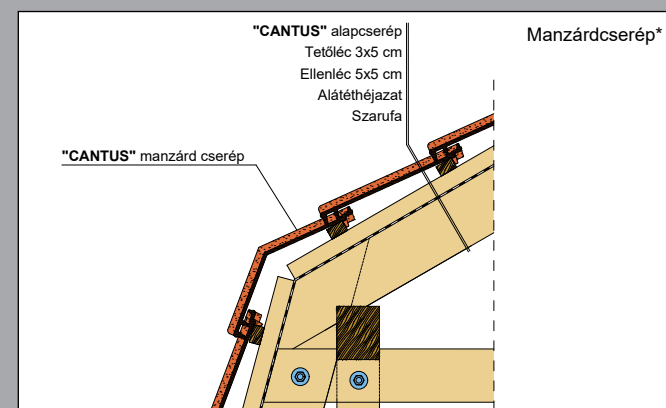 Manzárdcserép*
"CANTUS" alapcserép
Tetőléc 3x5 cm
Ellenléc 5x5 cm
Alátéthéjazat
Szarufa
"CANTUS" manzárd cserép